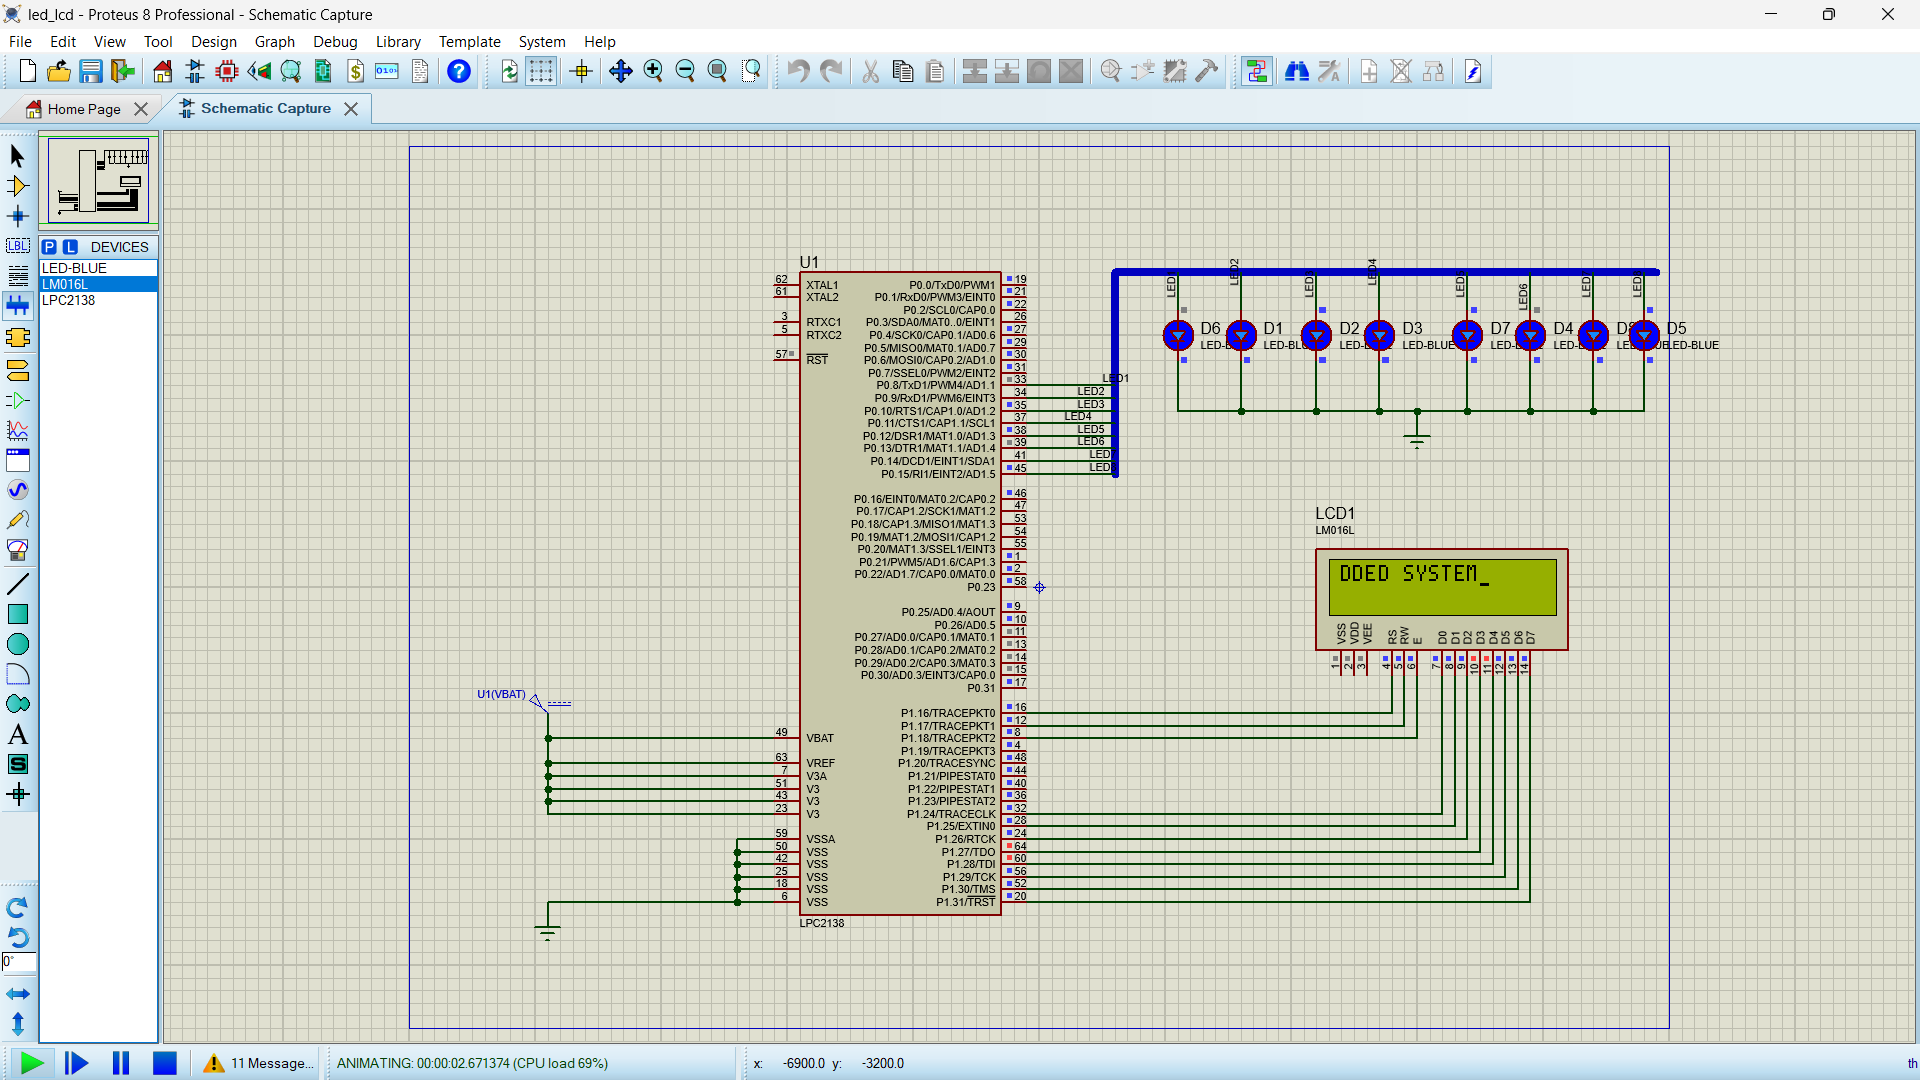 led_lcd - Proteus 8 Professional - Schematic Capture
File Edit View Tool Design Graph Debug Library Template System Help
Home Page
Schematic Capture
P L DEVICES
LED-BLUE
LM016L
LPC2138
0°
U1
62 XTAL1
61 XTAL2
3 RTXC1
5 RTXC2
57 RST
P0.0/TxD0/PWM1 19
P0.1/RxD0/PWM3/EINT0 21
P0.2/SCL0/CAP0.0 22
P0.3/SDA0/MAT0..0/EINT1 26
P0.4/SCK0/CAP0.1/AD0.6 27
P0.5/MISO0/MAT0.1/AD0.7 29
P0.6/MOSI0/CAP0.2/AD1.0 30
P0.7/SSEL0/PWM2/EINT2 31
P0.8/TxD1/PWM4/AD1.1 33
P0.9/RxD1/PWM6/EINT3 34
P0.10/RTS1/CAP1.0/AD1.2 35
P0.11/CTS1/CAP1.1/SCL1 37
P0.12/DSR1/MAT1.0/AD1.3 38
P0.13/DTR1/MAT1.1/AD1.4 39
P0.14/DCD1/EINT1/SDA1 41
P0.15/RI1/EINT2/AD1.5 45
P0.16/EINT0/MAT0.2/CAP0.2 46
P0.17/CAP1.2/SCK1/MAT1.2 47
P0.18/CAP1.3/MISO1/MAT1.3 53
P0.19/MAT1.2/MOSI1/CAP1.2 54
P0.20/MAT1.3/SSEL1/EINT3 55
P0.21/PWM5/AD1.6/CAP1.3 1
P0.22/AD1.7/CAP0.0/MAT0.0 2
P0.23 58
P0.25/AD0.4/AOUT 9
P0.26/AD0.5 10
P0.27/AD0.0/CAP0.1/MAT0.1 11
P0.28/AD0.1/CAP0.2/MAT0.2 13
P0.29/AD0.2/CAP0.3/MAT0.3 14
P0.30/AD0.3/EINT3/CAP0.0 15
P0.31 17
P1.16/TRACEPKT0 16
P1.17/TRACEPKT1 12
P1.18/TRACEPKT2 8
P1.19/TRACEPKT3 4
P1.20/TRACESYNC 48
P1.21/PIPESTAT0 44
P1.22/PIPESTAT1 40
P1.23/PIPESTAT2 36
P1.24/TRACECLK 32
P1.25/EXTIN0 28
P1.26/RTCK 24
P1.27/TDO 64
P1.28/TDI 60
P1.29/TCK 56
P1.30/TMS 52
P1.31/TRST 20
U1(VBAT)
49 VBAT
63 VREF
7 V3A
51 V3
43 V3
23 V3
59 VSSA
50 VSS
42 VSS
25 VSS
18 VSS
6 VSS
LPC2138
LED1
LED2
LED3
LED4
LED5
LED6
LED
LED
LED2 LED4 LED6
D6 D1 D2 D3 D7 D4 D5
LED-BLUE LED-BLUE
LCD1
LM016L
DDED SYSTEM_
VSS VDD VEE RS RW E D0 D1 D2 D3 D4 D5 D6 D7
1 2 3 4 5 6 7 8 9 10 11 12 13 14
11 Message...
ANIMATING: 00:00:02.671374 (CPU load 69%)
x: -6900.0 y: -3200.0
th